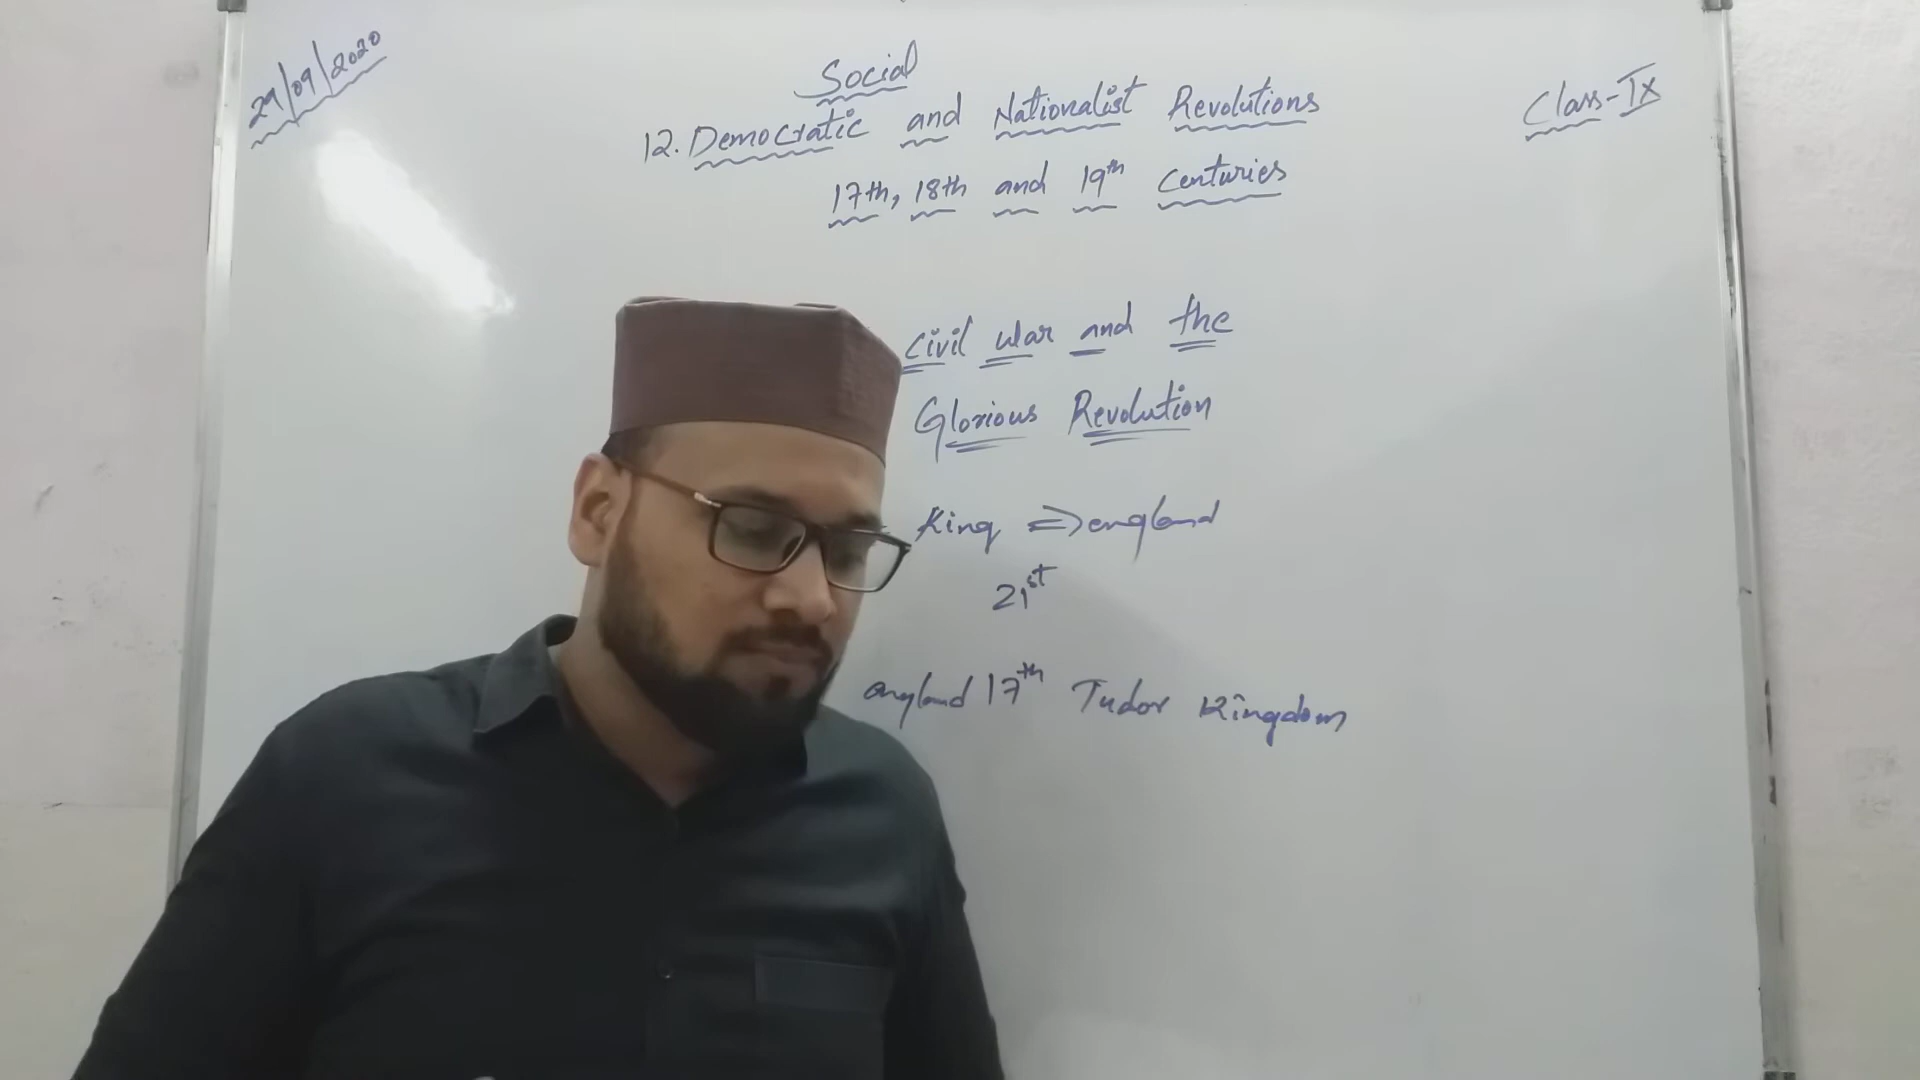 29/09/2020
Social
Class-IX
12. Democratic and Nationalist Revolutions
17th, 18th and 19th Centuries
Civil War and the
Glorious Revolution
King ⇒ england
21st
england 17th Tudor Kingdom